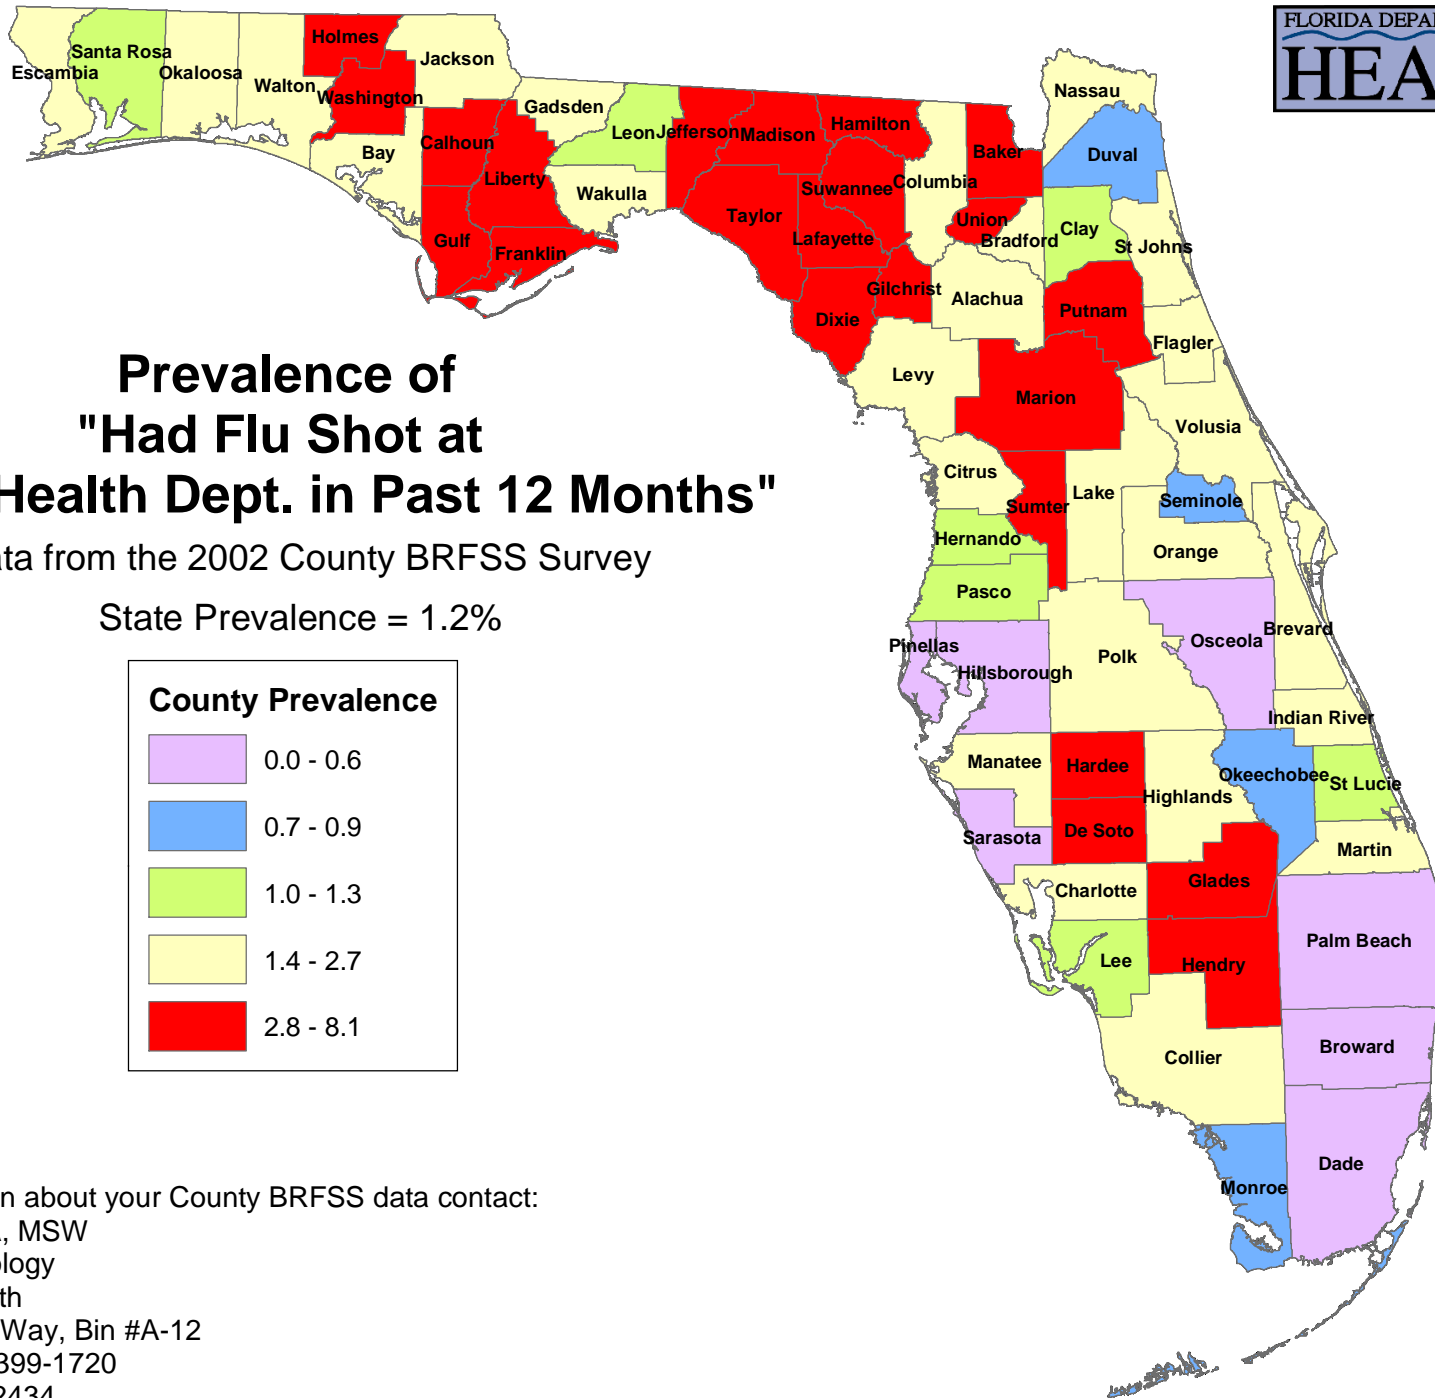 FLORIDA DEPA
HEA
Holmes
Jackson
Santa Rosa
Escambia
Okaloosa
Walton
Washington
Gadsden
Nassau
Bay
Calhoun
Leon
Jefferson
Madison
Hamilton
Baker
Duval
Liberty
Wakulla
Suwannee
Columbia
Taylor
Union
Bradford
Clay
St Johns
Gulf
Franklin
Lafayette
Gilchrist
Alachua
Putnam
Dixie
Flagler
Levy
Marion
Volusia
Prevalence of
"Had Flu Shot at
Health Dept. in Past 12 Months"
ata from the 2002 County BRFSS Survey
State Prevalence = 1.2%
Citrus
Lake
Seminole
Sumter
Hernando
Orange
Pasco
Pinellas
Hillsborough
Polk
Osceola
Brevard
Indian River
Manatee
Hardee
Highlands
Okeechobee
St Lucie
Sarasota
De Soto
Martin
Charlotte
Glades
Palm Beach
Lee
Hendry
Broward
Collier
Dade
Monroe
County Prevalence
0.0 - 0.6
0.7 - 0.9
1.0 - 1.3
1.4 - 2.7
2.8 - 8.1
n about your County BRFSS data contact:
, MSW
ology
th
Way, Bin #A-12
399-1720
2434